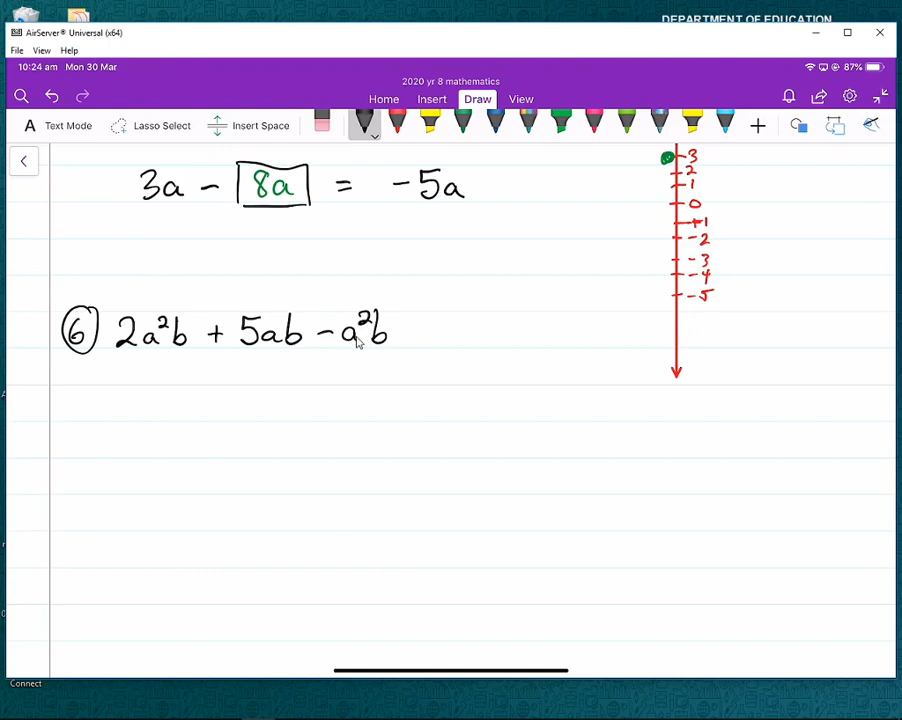 DEPARTMENT OF EDUCATION
AirServer® Universal (x64)
File View Help
10:24 am Mon 30 Mar 87%
2020 yr 8 mathematics
Home Insert Draw View
A Text Mode Lasso Select Insert Space
3a - 8a = -5a
3
2
1
0
-1
-2
-3
-4
-5
6 2a²b + 5ab - a²b
Connect